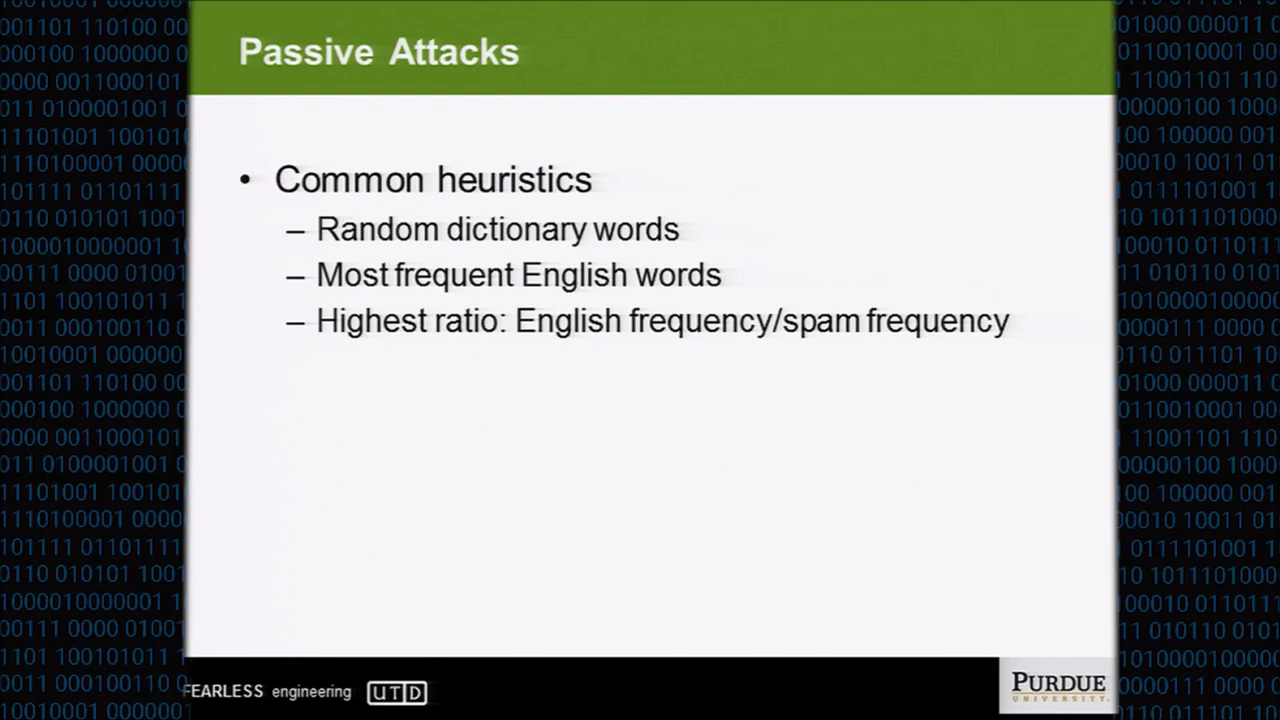 Passive Attacks
• Common heuristics
– Random dictionary words
– Most frequent English words
– Highest ratio: English frequency/spam frequency
FEARLESS engineering UTD
PURDUE
UNIVERSITY